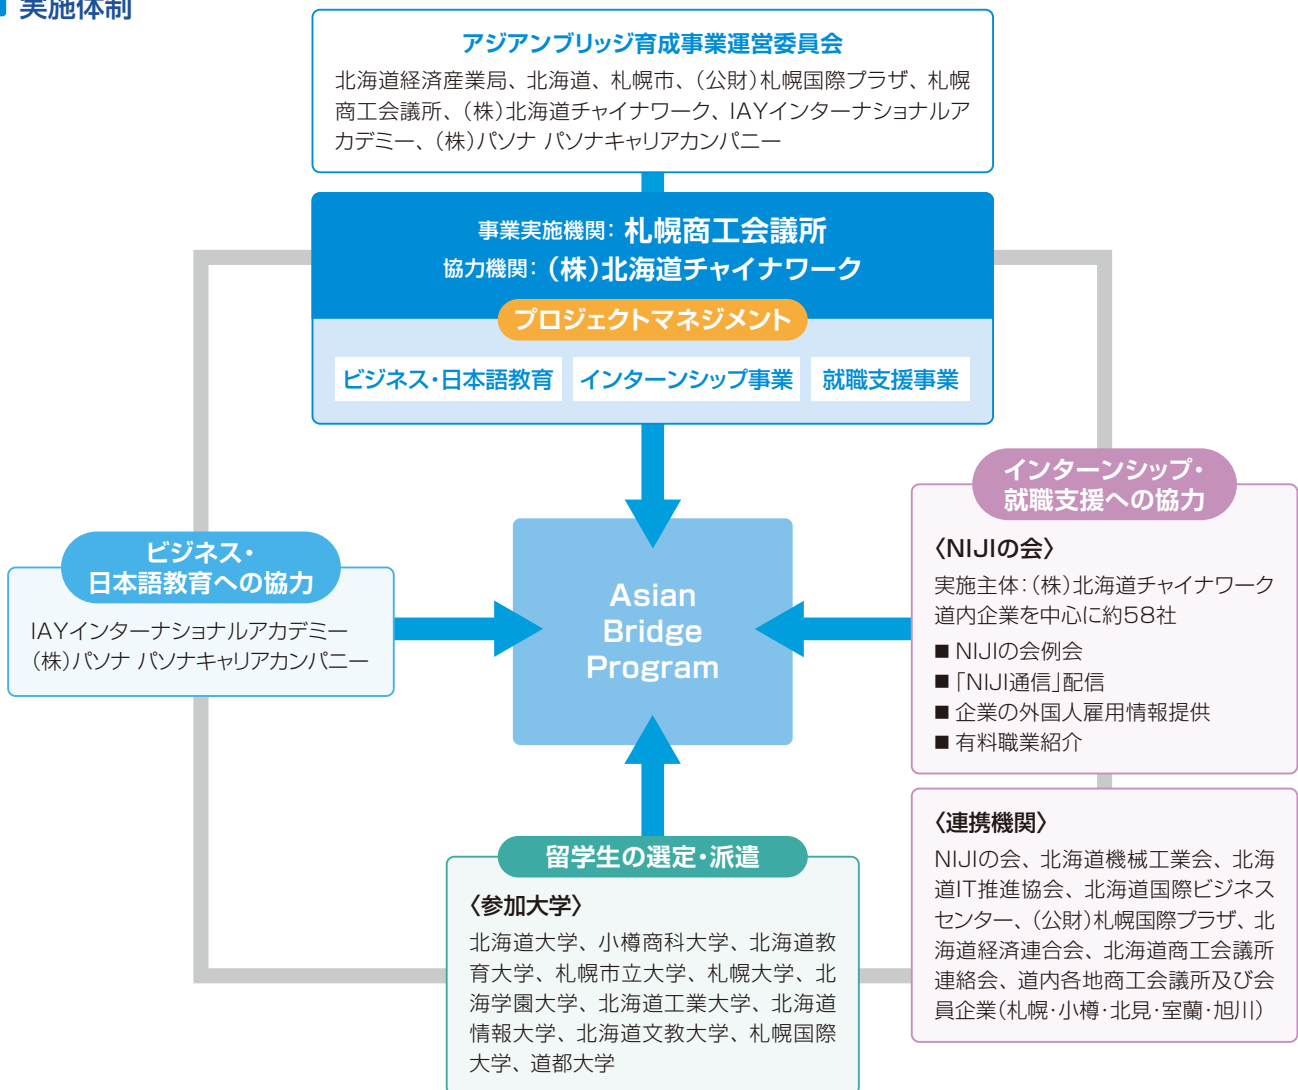 実施体制
アジアンブリッジ育成事業運営委員会
北海道経済産業局、北海道、札幌市、(公財)札幌国際プラザ、札幌
商工会議所、(株)北海道チャイナワーク、IAYインターナショナルア
カデミー、(株)パソナ パソナキャリアカンパニー
事業実施機関：札幌商工会議所
協力機関：(株)北海道チャイナワーク
プロジェクトマネジメント
ビジネス・日本語教育
インターンシップ事業
就職支援事業
ビジネス・
日本語教育への協力
IAYインターナショナルアカデミー
(株)パソナ パソナキャリアカンパニー
Asian
Bridge
Program
インターンシップ・
就職支援への協力
〈NIJIの会〉
実施主体：(株)北海道チャイナワーク
道内企業を中心に約58社
■ NIJIの会例会
■「NIJI通信」配信
■ 企業の外国人雇用情報提供
■ 有料職業紹介
〈連携機関〉
NIJIの会、北海道機械工業会、北海
道IT推進協会、北海道国際ビジネス
センター、(公財)札幌国際プラザ、北
海道経済連合会、北海道商工会議所
連絡会、道内各地商工会議所及び会
員企業(札幌・小樽・北見・室蘭・旭川)
留学生の選定・派遣
〈参加大学〉
北海道大学、小樽商科大学、北海道教
育大学、札幌市立大学、札幌大学、北
海学園大学、北海道工業大学、北海道
情報大学、北海道文教大学、札幌国際
大学、道都大学